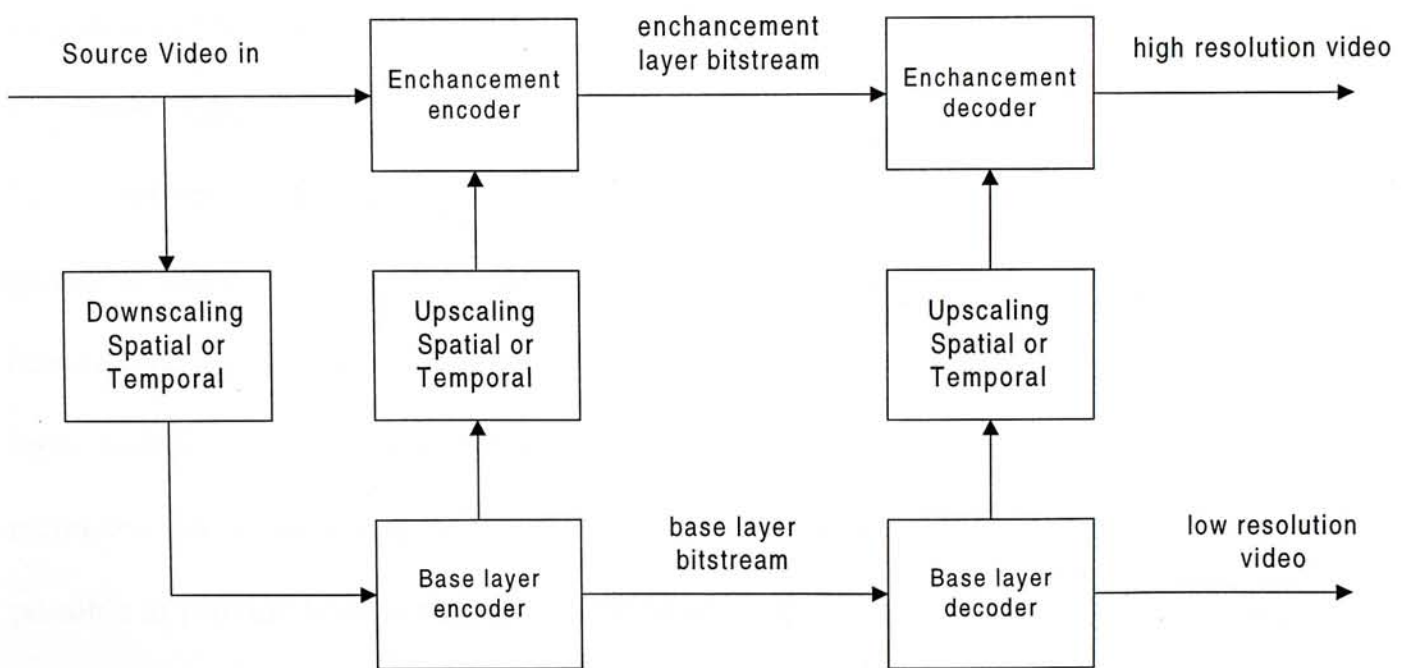 Source Video in
Enchancement
encoder
enchancement
layer bitstream
Enchancement
decoder
high resolution video
Downscaling
Spatial or
Temporal
Upscaling
Spatial or
Temporal
Upscaling
Spatial or
Temporal
Base layer
encoder
base layer
bitstream
Base layer
decoder
low resolution
video